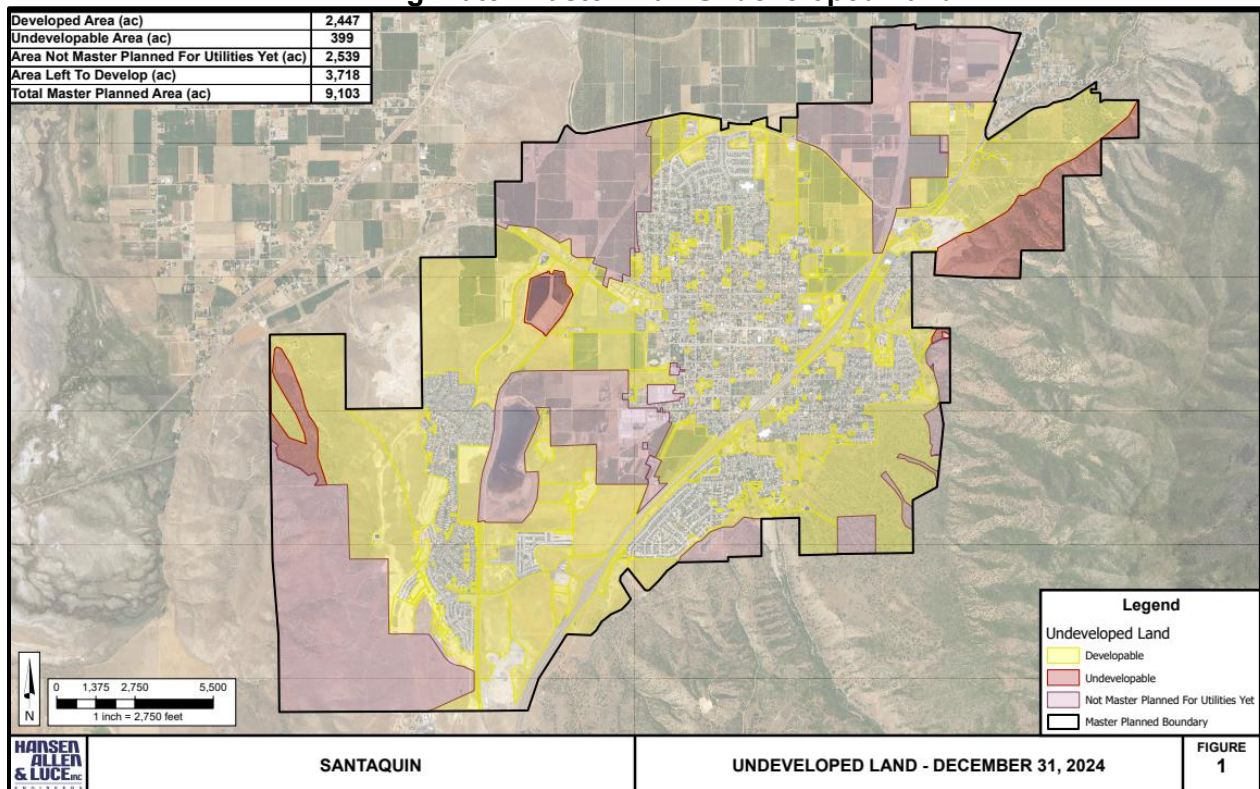 Developed Area (ac) 2,447
Undevelopable Area (ac) 399
Area Not Master Planned For Utilities Yet (ac) 2,539
Area Left To Develop (ac) 3,718
Total Master Planned Area (ac) 9,103
0 1,375 2,750 5,500
1 inch = 2,750 feet
N
Legend
Undeveloped Land
Developable
Undevelopable
Not Master Planned For Utilities Yet
Master Planned Boundary
HANSEN
ALLEN
& LUCE INC
ENGINEERS
SANTAQUIN
UNDEVELOPED LAND - DECEMBER 31, 2024
FIGURE
1